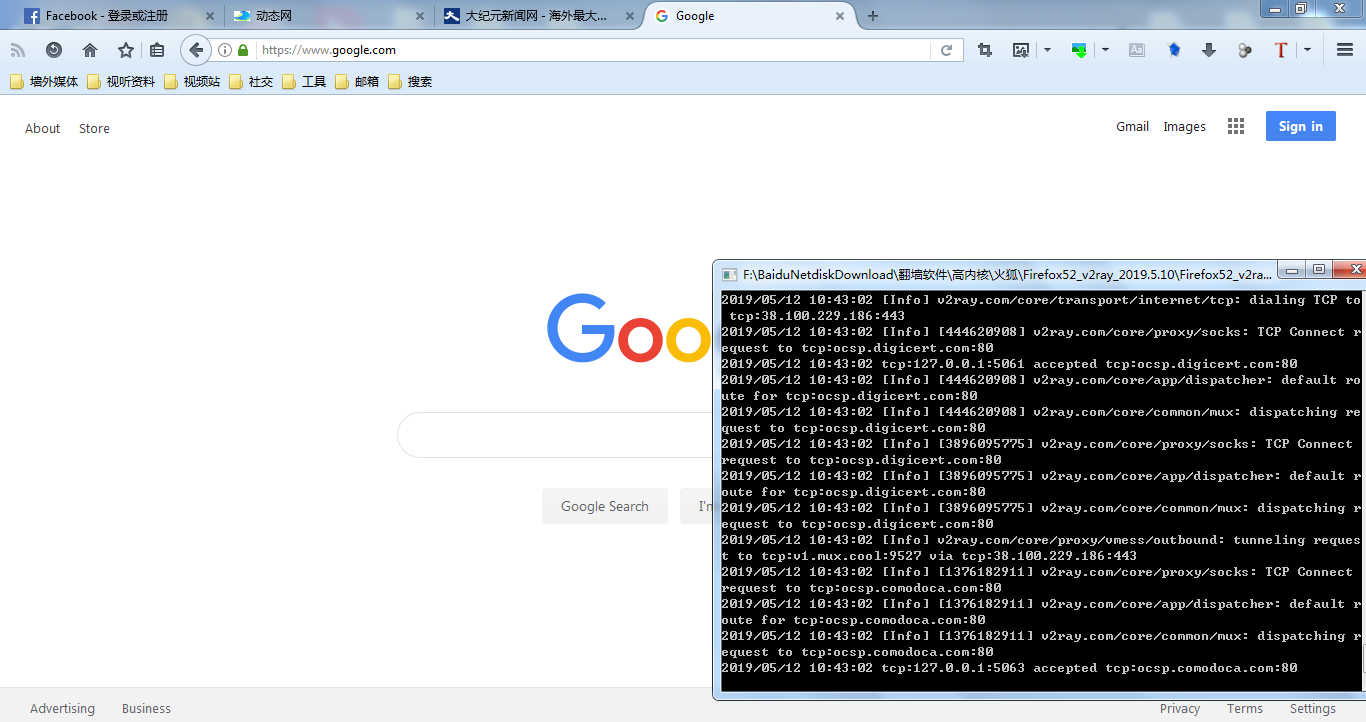 Facebook - 登录或注册
动态网
大纪元新闻网 - 海外最大...
Google
https://www.google.com
墙外媒体 视听资料 视频站 社交 工具 邮箱 搜索
About Store
Gmail Images Sign in
Goo
Google Search
F:\BaiduNetdiskDownload\翻墙软件\高内核\火狐\Firefox52_v2ray_2019.5.10\Firefox52_v2ra...
2019/05/12 10:43:02 [Info] v2ray.com/core/transport/internet/tcp: dialing TCP to
 tcp:38.100.229.186:443
2019/05/12 10:43:02 [Info] [444620908] v2ray.com/core/proxy/socks: TCP Connect r
equest to tcp:ocsp.digicert.com:80
2019/05/12 10:43:02 tcp:127.0.0.1:5061 accepted tcp:ocsp.digicert.com:80
2019/05/12 10:43:02 [Info] [444620908] v2ray.com/core/app/dispatcher: default ro
ute for tcp:ocsp.digicert.com:80
2019/05/12 10:43:02 [Info] [444620908] v2ray.com/core/common/mux: dispatching re
quest to tcp:ocsp.digicert.com:80
2019/05/12 10:43:02 [Info] [3896095775] v2ray.com/core/proxy/socks: TCP Connect
request to tcp:ocsp.digicert.com:80
2019/05/12 10:43:02 [Info] [3896095775] v2ray.com/core/app/dispatcher: default r
oute for tcp:ocsp.digicert.com:80
2019/05/12 10:43:02 [Info] [3896095775] v2ray.com/core/common/mux: dispatching r
equest to tcp:ocsp.digicert.com:80
2019/05/12 10:43:02 [Info] v2ray.com/core/proxy/vmess/outbound: tunneling reques
t to tcp:v1.mux.cool:9527 via tcp:38.100.229.186:443
2019/05/12 10:43:02 [Info] [1376182911] v2ray.com/core/proxy/socks: TCP Connect
request to tcp:ocsp.comodoca.com:80
2019/05/12 10:43:02 [Info] [1376182911] v2ray.com/core/app/dispatcher: default r
oute for tcp:ocsp.comodoca.com:80
2019/05/12 10:43:02 [Info] [1376182911] v2ray.com/core/common/mux: dispatching r
equest to tcp:ocsp.comodoca.com:80
2019/05/12 10:43:02 tcp:127.0.0.1:5063 accepted tcp:ocsp.comodoca.com:80
Advertising Business
Privacy Terms Settings